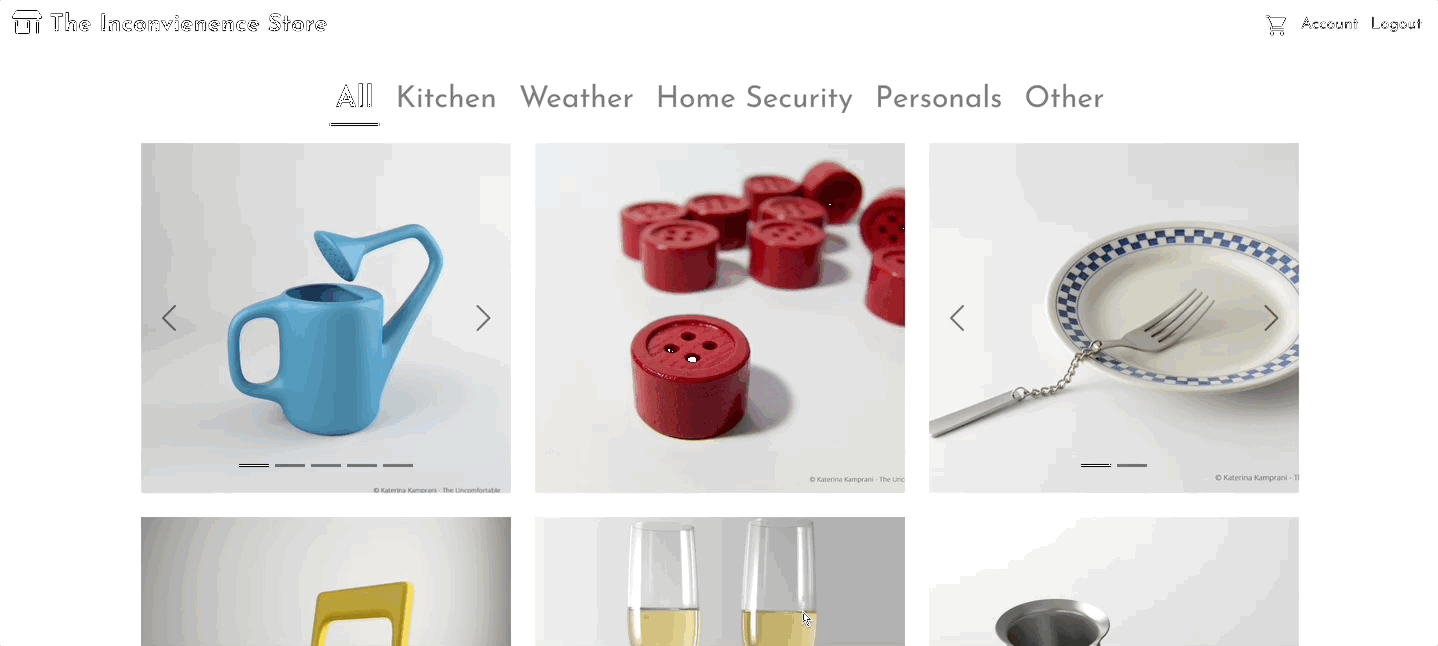 The Inconvienence Store
Account Logout
All Kitchen Weather Home Security Personals Other
© Katerina Kamprani - The Uncomfortable
© Katerina Kamprani - The Unc
© Katerina Kamprani - T